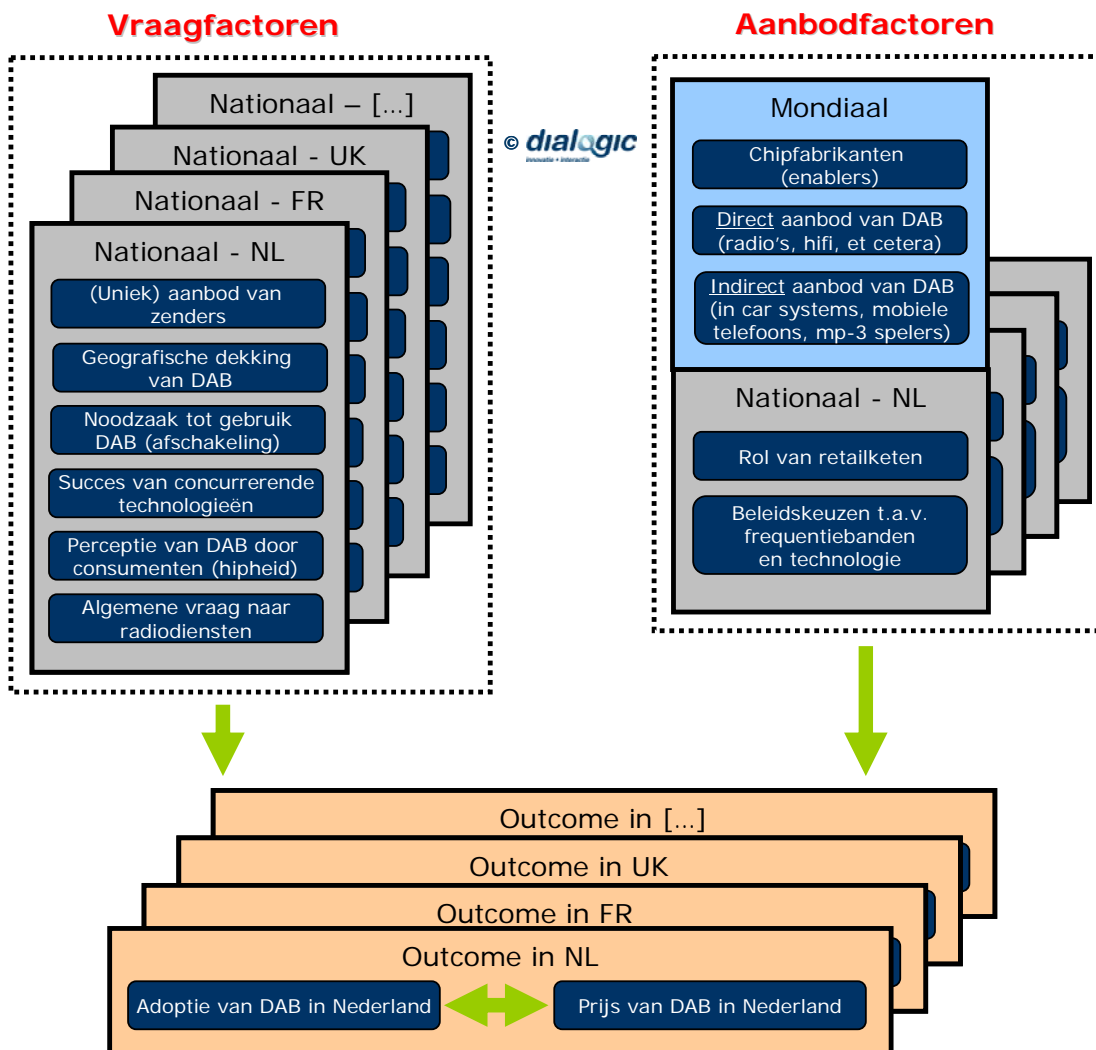 Vraagfactoren
Nationaal – [...]
Nationaal - UK
Nationaal - FR
Nationaal - NL
(Uniek) aanbod van
zenders
Geografische dekking
van DAB
Noodzaak tot gebruik
DAB (afschakeling)
Succes van concurrerende
technologieën
Perceptie van DAB door
consumenten (hipheid)
Algemene vraag naar
radiodiensten
© dialogic
innovatie + interactie
Aanbodfactoren
Mondiaal
Chipfabrikanten
(enablers)
Direct aanbod van DAB
(radio's, hifi, et cetera)
Indirect aanbod van DAB
(in car systems, mobiele
telefoons, mp-3 spelers)
Nationaal - NL
Rol van retailketen
Beleidskeuzen t.a.v.
frequentiebanden
en technologie
Outcome in [...]
Outcome in UK
Outcome in FR
Outcome in NL
Adoptie van DAB in Nederland
Prijs van DAB in Nederland